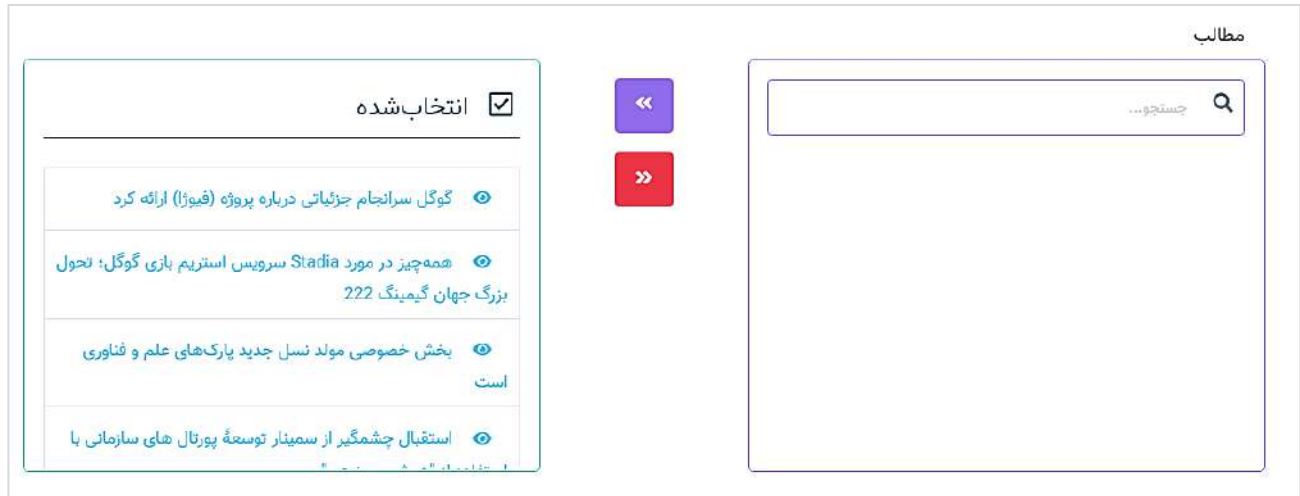 مطالب
جستجو...
انتخاب‌شده
گوگل سرانجام جزئیاتی درباره پروژه (فیوژا) ارائه کرد
همه‌چیز در مورد Stadia سرویس استریم بازی گوگل؛ تحول
بزرگ جهان گیمینگ 222
بخش خصوصی مولد نسل جدید پارک‌های علم و فناوری
است
استقبال چشمگیر از سمینار توسعهٔ پورتال های سازمانی با